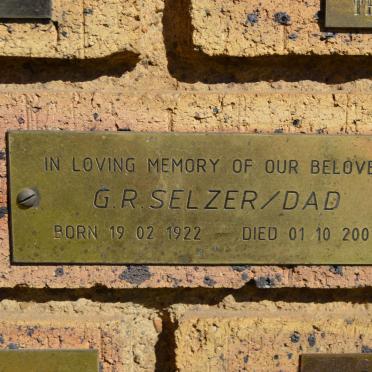 IN LOVING MEMORY OF OUR BELOVE
G.R. SELZER/DAD
BORN 19 02 1922 DIED 01 10 200